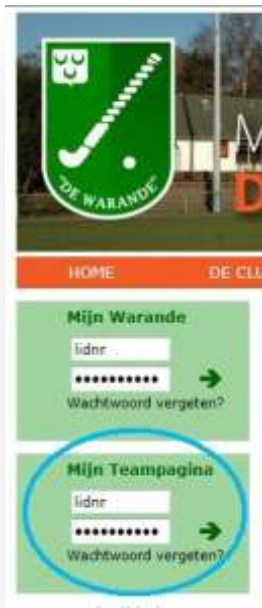 "DE WARANDE"
M
D
HOME DE CLU
Mijn Warande
lidnr
••••••••••
Wachtwoord vergeten?
Mijn Teampagina
lidnr
••••••••••
Wachtwoord vergeten?